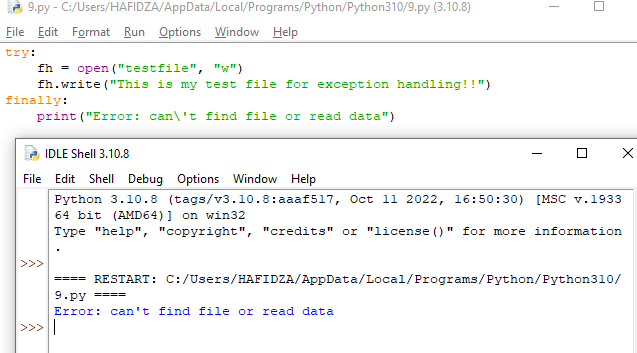 9.py - C:/Users/HAFIDZA/AppData/Local/Programs/Python/Python310/9.py (3.10.8)
File Edit Format Run Options Window Help
try:
    fh = open("testfile", "w")
    fh.write("This is my test file for exception handling!!")
finally:
    print("Error: can\'t find file or read data")
IDLE Shell 3.10.8
File Edit Shell Debug Options Window Help
Python 3.10.8 (tags/v3.10.8:aaaf517, Oct 11 2022, 16:50:30) [MSC v.1933
64 bit (AMD64)] on win32
Type "help", "copyright", "credits" or "license()" for more information
.
>>>
==== RESTART: C:/Users/HAFIDZA/AppData/Local/Programs/Python/Python310/
9.py ====
Error: can't find file or read data
>>>